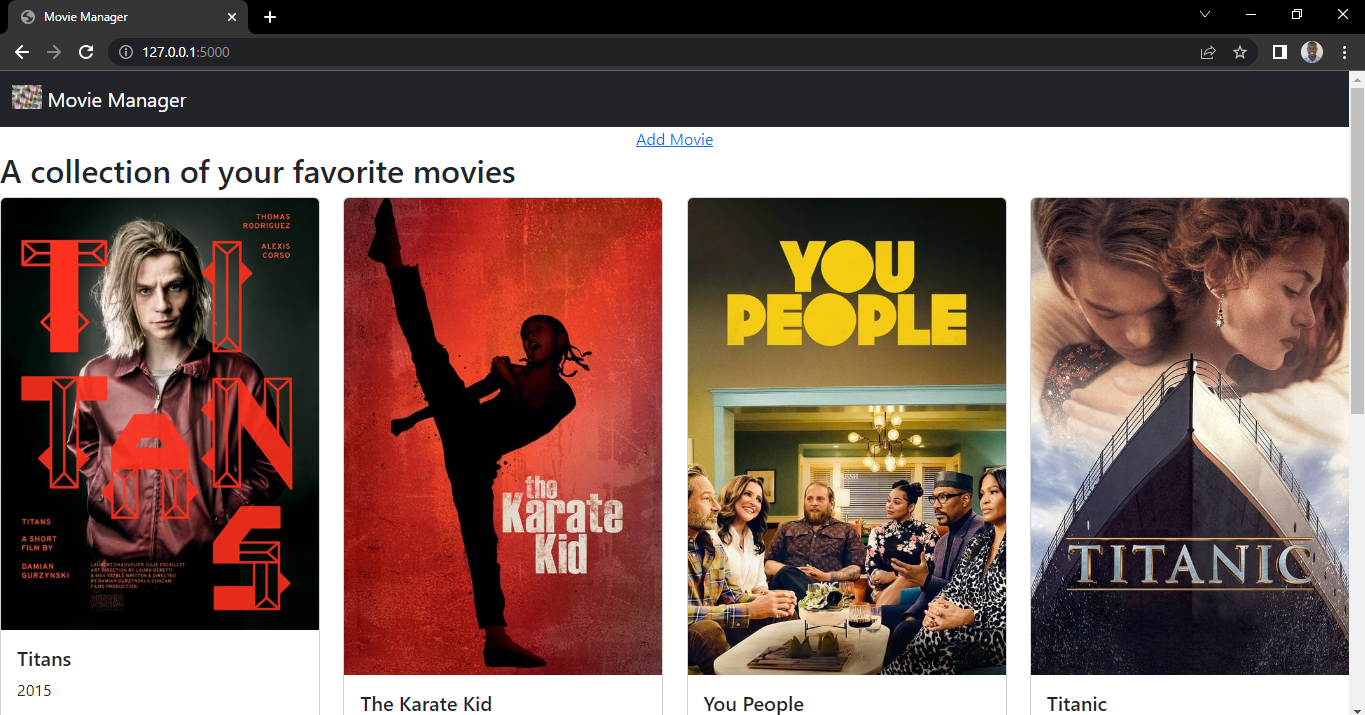 Movie Manager
127.0.0.1:5000
Movie Manager
Add Movie
A collection of your favorite movies
THOMAS
RODRIGUEZ
ALEXIS
CORSO
TITANS
TITANS
A SHORT
FILM BY
DAMIAN
GURZYNSKI
Titans
2015
the
Karate
Kid
The Karate Kid
YOU
PEOPLE
You People
TITANIC
Titanic